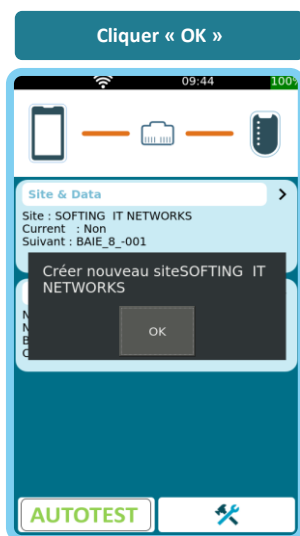 Cliquer « OK »
09:44
100%
Site & Data
Site : SOFTING  IT NETWORKS
Current   : Non
Suivant : BAIE_8_-001
Créer nouveau siteSOFTING  IT
NETWORKS
OK
AUTOTEST